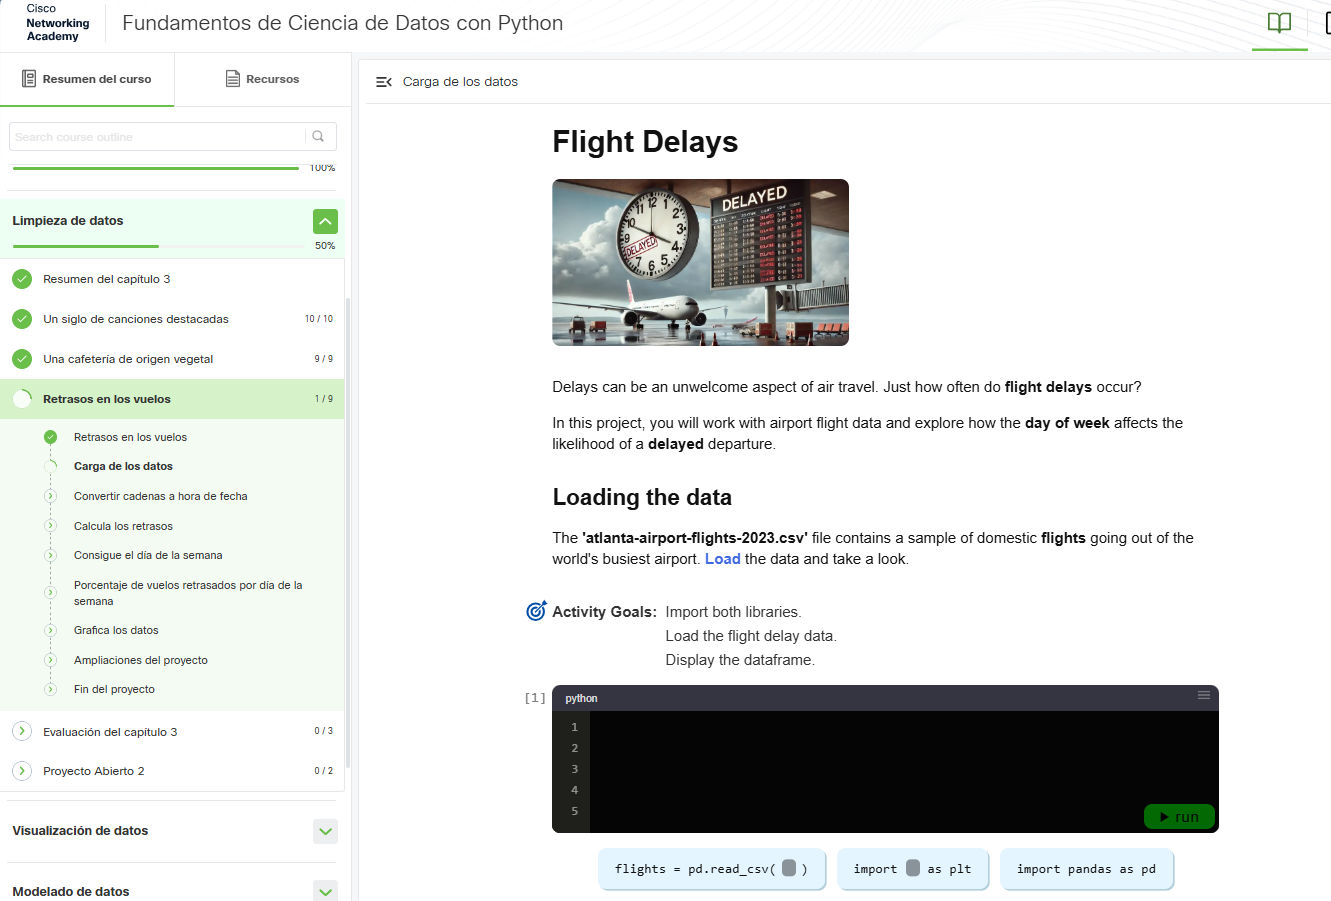 Cisco
Networking
Academy
Fundamentos de Ciencia de Datos con Python
Resumen del curso
Recursos
Search course outline
100%
Limpieza de datos
50%
Resumen del capítulo 3
Un siglo de canciones destacadas 10 / 10
Una cafetería de origen vegetal 9 / 9
Retrasos en los vuelos 1 / 9
Retrasos en los vuelos
Carga de los datos
Convertir cadenas a hora de fecha
Calcula los retrasos
Consigue el día de la semana
Porcentaje de vuelos retrasados por día de la
semana
Grafica los datos
Ampliaciones del proyecto
Fin del proyecto
Evaluación del capítulo 3 0 / 3
Proyecto Abierto 2 0 / 2
Visualización de datos
Modelado de datos
Carga de los datos
Flight Delays
DELAYED
DELAYED
Delays can be an unwelcome aspect of air travel. Just how often do flight delays occur?
In this project, you will work with airport flight data and explore how the day of week affects the
likelihood of a delayed departure.
Loading the data
The 'atlanta-airport-flights-2023.csv' file contains a sample of domestic flights going out of the
world's busiest airport. Load the data and take a look.
Activity Goals: Import both libraries.
Load the flight delay data.
Display the dataframe.
[1] python
1
2
3
4
5
run
flights = pd.read_csv( )
import as plt
import pandas as pd